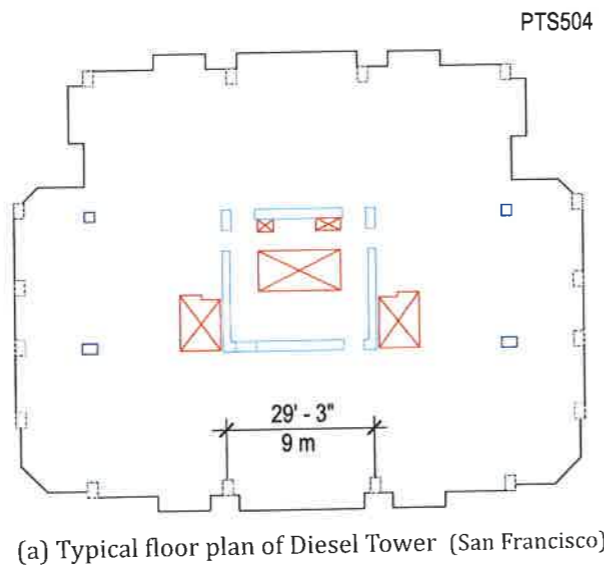 PTS504
29' - 3"
9 m
(a) Typical floor plan of Diesel Tower (San Francisco)